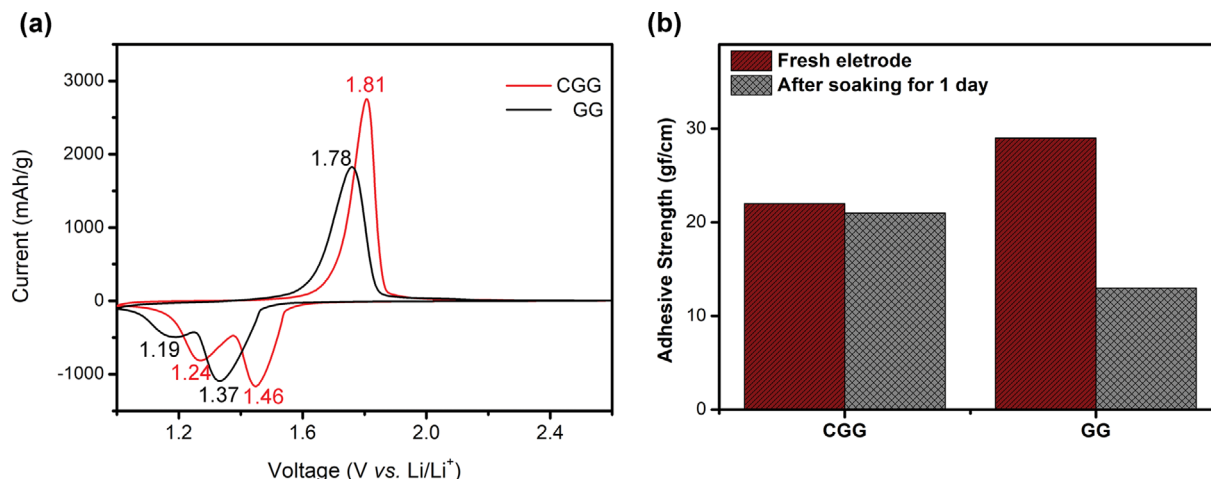 (a)
Current (mAh/g)
3000
2000
1000
0
-1000
1.81
1.78
CGG
GG
1.19
1.24
1.37
1.46
1.2
1.6
2.0
2.4
Voltage (V vs. Li/Li⁺)
(b)
Adhesive Strength (gf/cm)
30
20
10
0
Fresh eletrode
After soaking for 1 day
CGG
GG